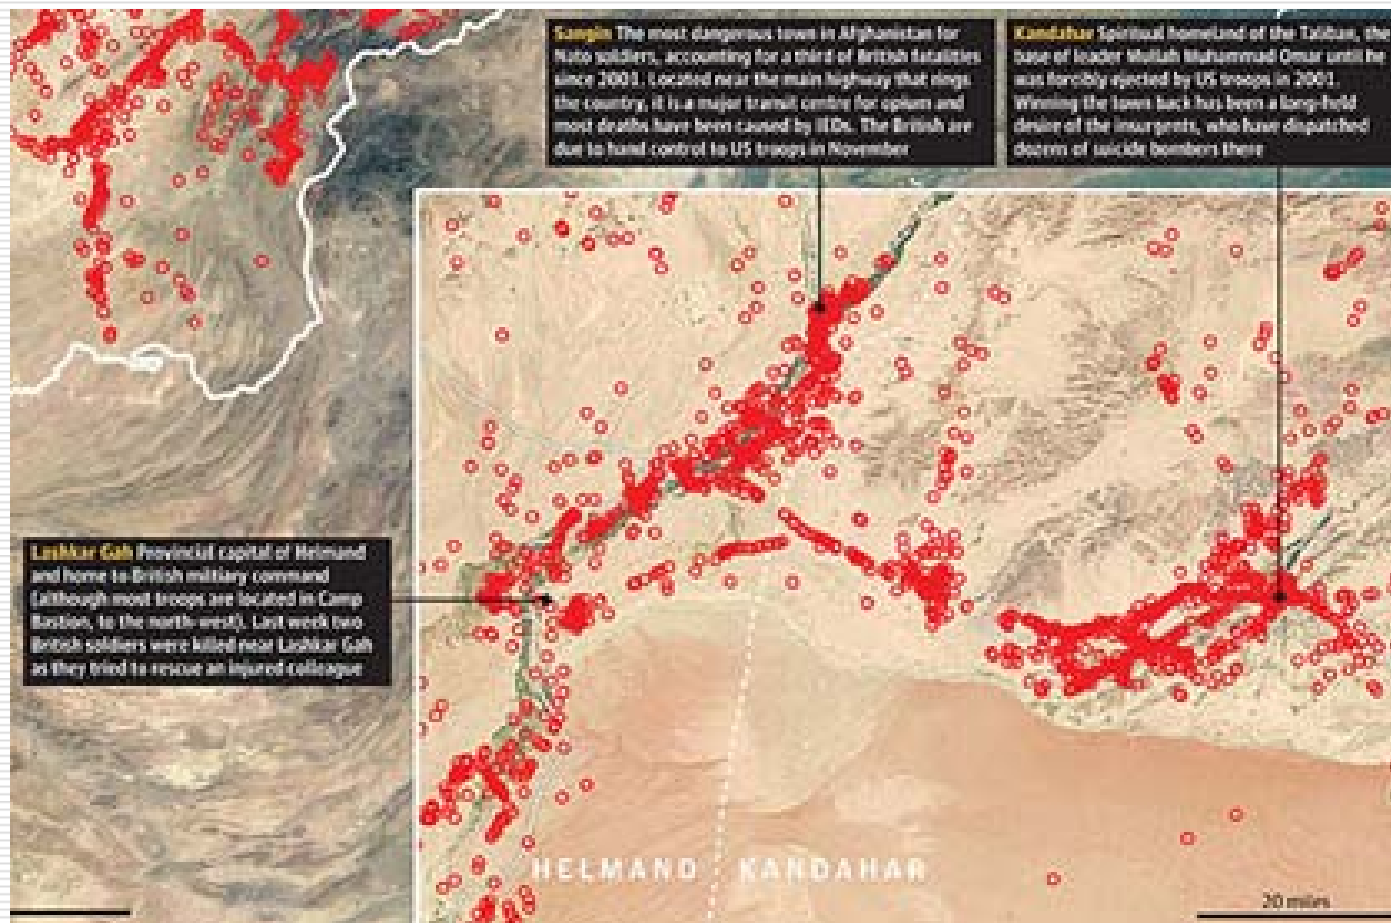 Sangin The most dangerous town in Afghanistan for
Nato soldiers, accounting for a third of British fatalities
since 2001. Located near the main highway that rings
the country, it is a major transit centre for opium and
most deaths have been caused by IEDs. The British are
due to hand control to US troops in November
Kandahar Spiritual homeland of the Taliban, the
base of leader Mullah Muhammad Omar until he
was forcibly ejected by US troops in 2001.
Winning the town back has been a long-held
desire of the insurgents, who have dispatched
dozens of suicide bombers there
Lashkar Gah Provincial capital of Helmand
and home to British miltiary command
(although most troops are located in Camp
Bastion, to the north-west). Last week two
British soldiers were killed near Lashkar Gah
as they tried to rescue an injured colleague
HELMAND
KANDAHAR
20 miles